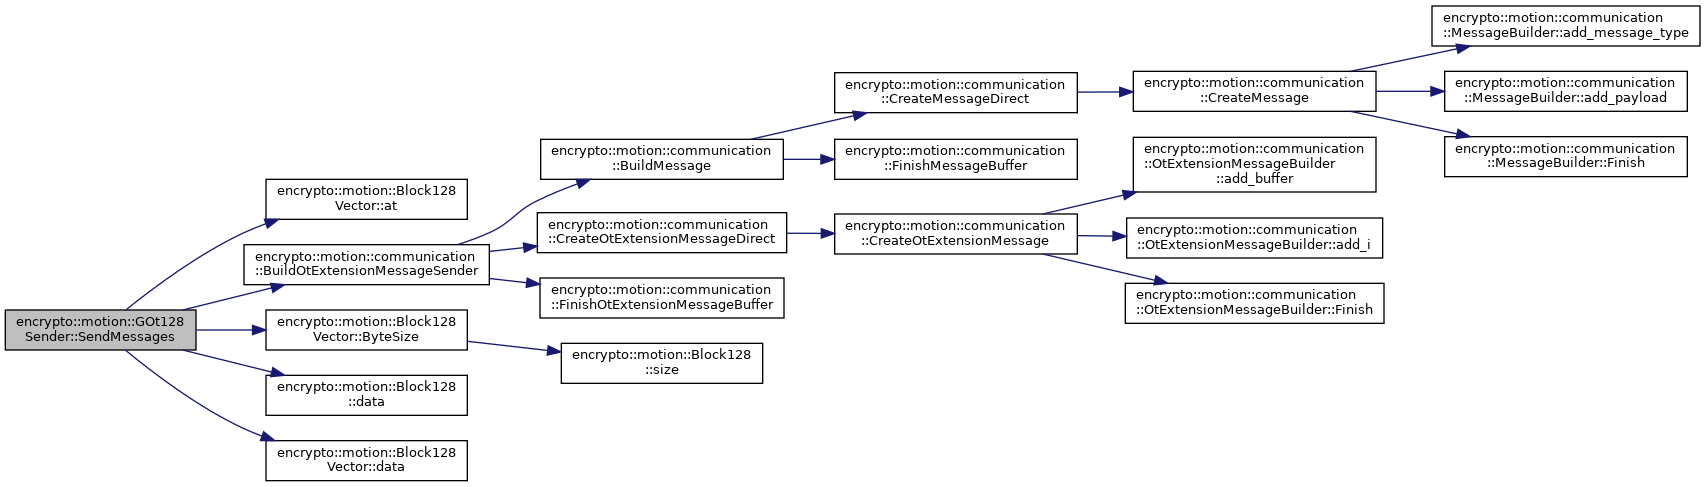 encrypto::motion::GOt128
Sender::SendMessages
encrypto::motion::Block128
Vector::at
encrypto::motion::communication
::BuildOtExtensionMessageSender
encrypto::motion::Block128
Vector::ByteSize
encrypto::motion::Block128
::data
encrypto::motion::Block128
Vector::data
encrypto::motion::communication
::BuildMessage
encrypto::motion::communication
::CreateOtExtensionMessageDirect
encrypto::motion::communication
::FinishOtExtensionMessageBuffer
encrypto::motion::Block128
::size
encrypto::motion::communication
::CreateMessageDirect
encrypto::motion::communication
::FinishMessageBuffer
encrypto::motion::communication
::CreateOtExtensionMessage
encrypto::motion::communication
::CreateMessage
encrypto::motion::communication
::OtExtensionMessageBuilder
::add_buffer
encrypto::motion::communication
::OtExtensionMessageBuilder::add_i
encrypto::motion::communication
::OtExtensionMessageBuilder::Finish
encrypto::motion::communication
::MessageBuilder::add_message_type
encrypto::motion::communication
::MessageBuilder::add_payload
encrypto::motion::communication
::MessageBuilder::Finish